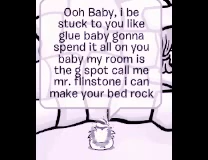 Ooh Baby, i be
stuck to you like
glue baby gonna
spend it all on you
baby my room is
the g spot call me
mr. flinstone i can
make your bed rock